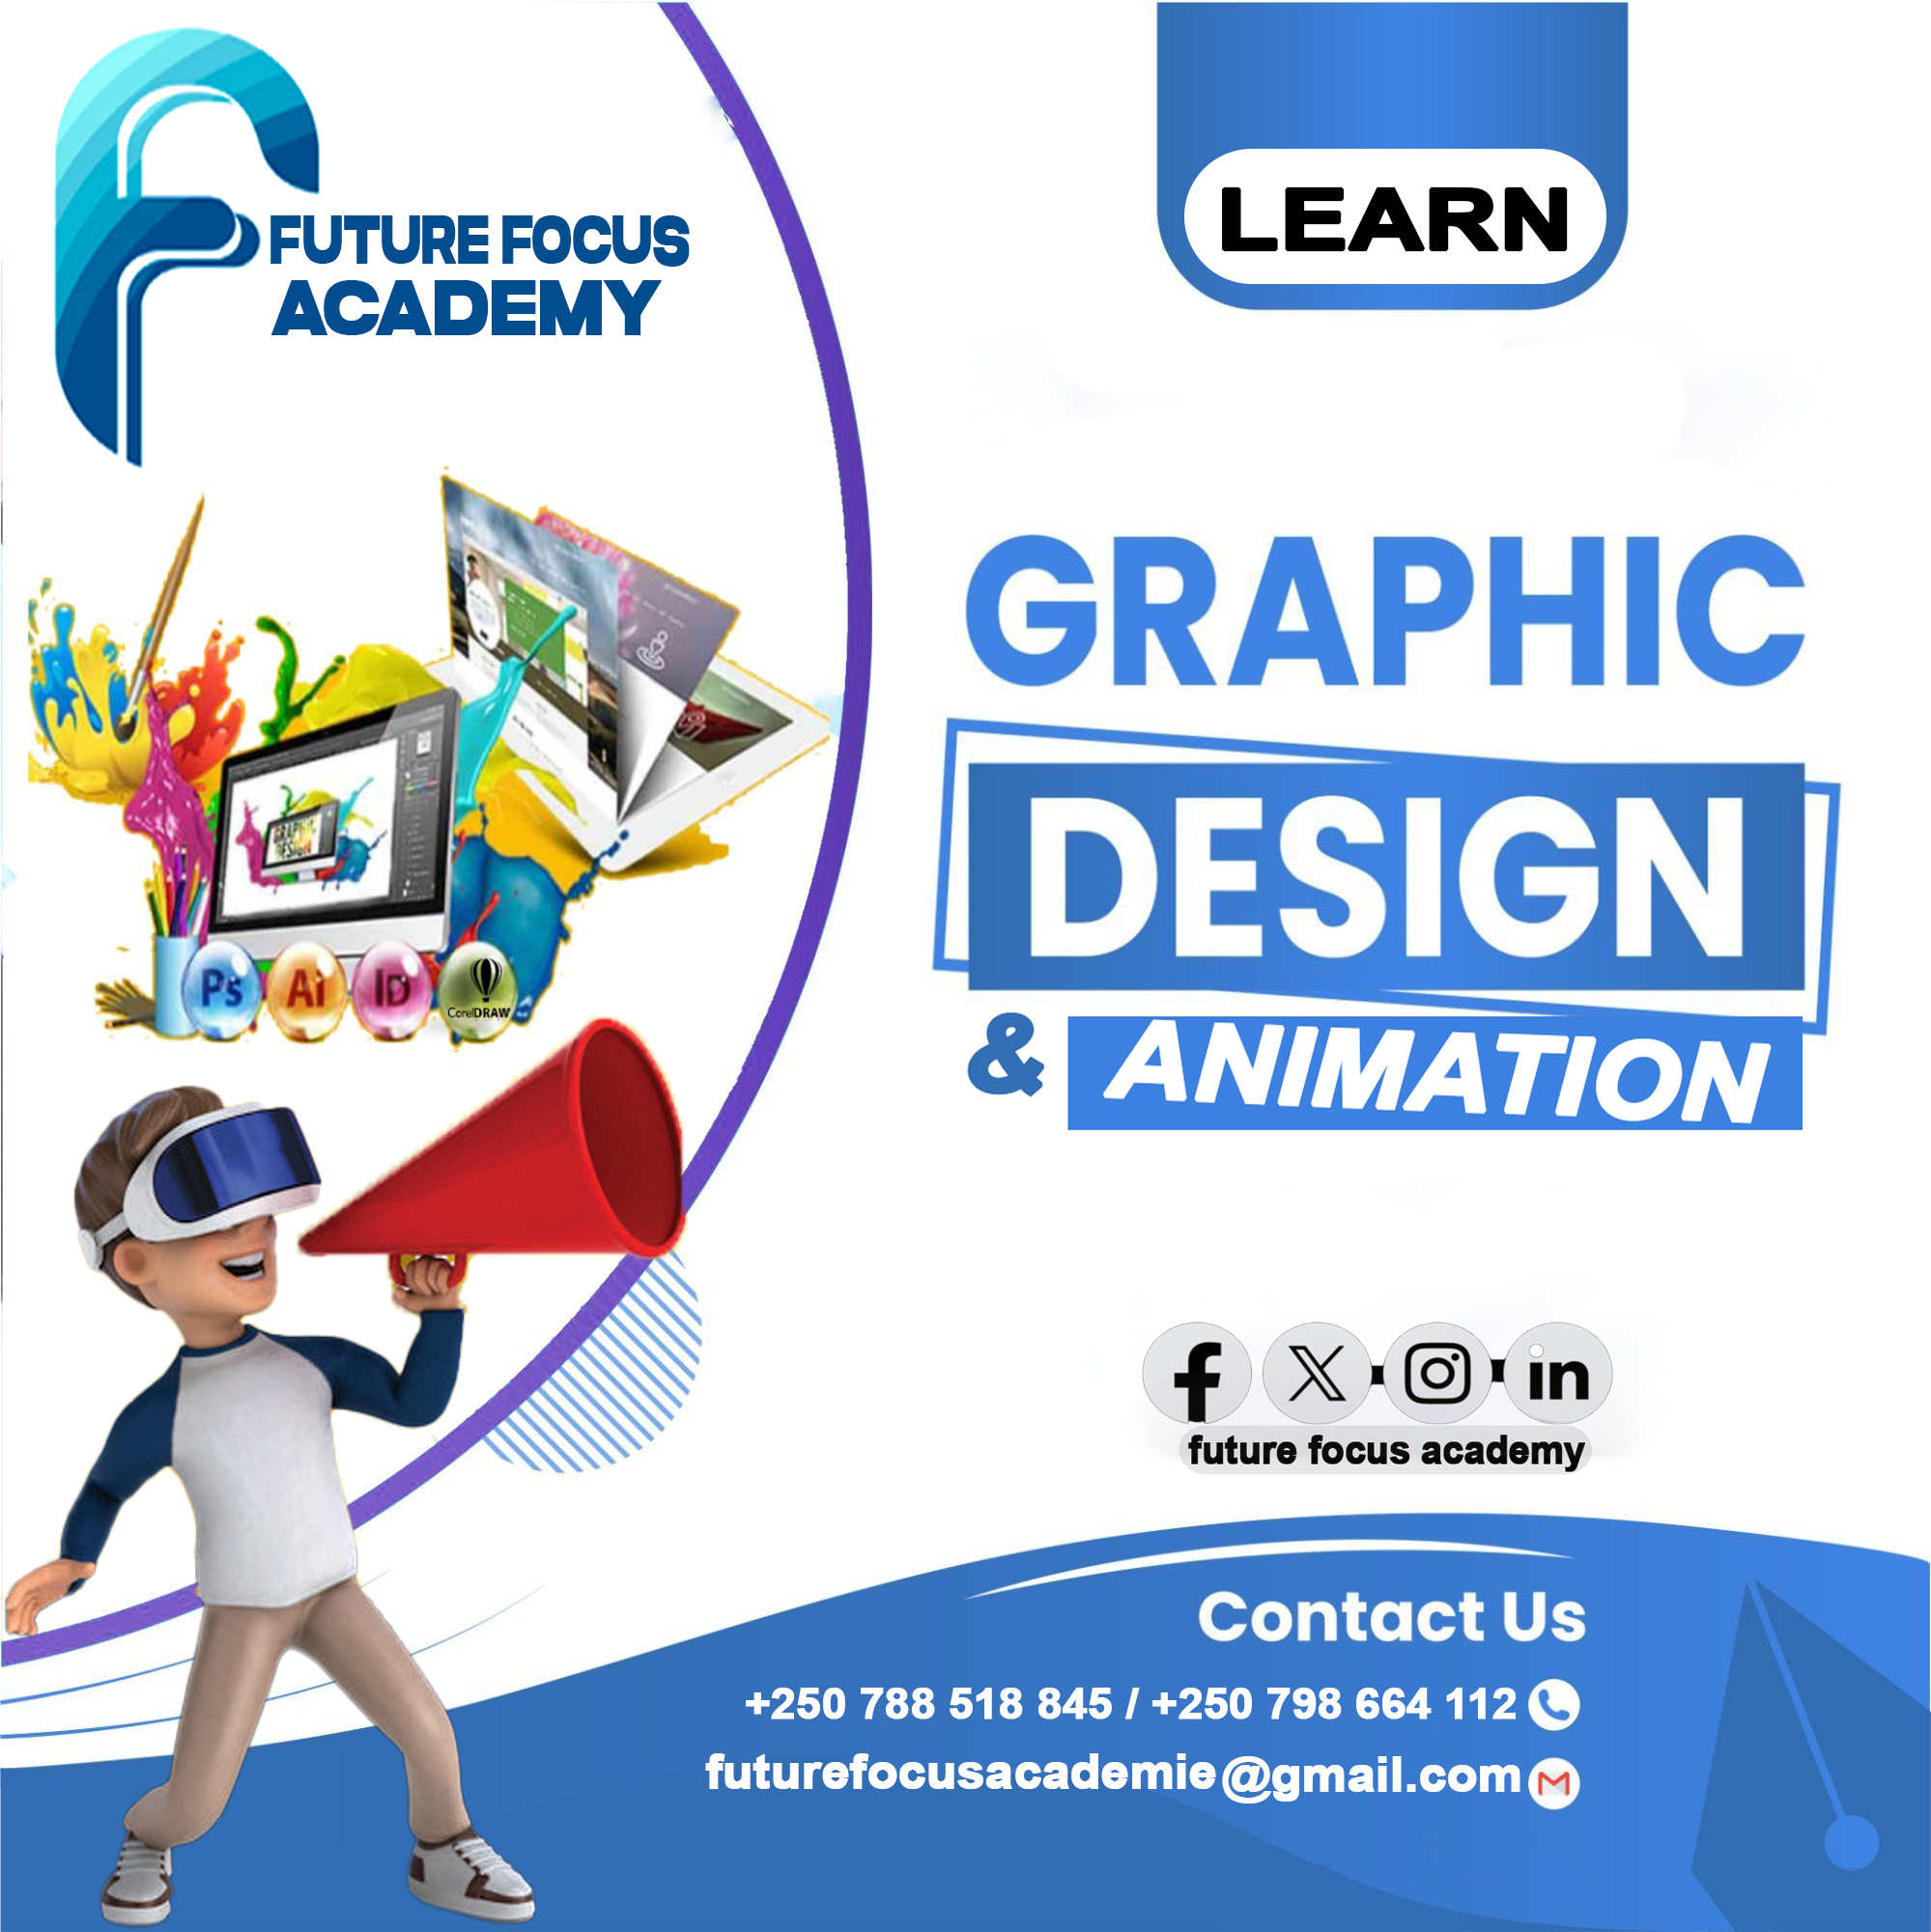 FUTURE FOCUS
ACADEMY
LEARN
GRAPHIC
DESIGN
& ANIMATION
GRAPHIC
DESIGN
Ps Ai ID CorelDRAW
f X in
future focus academy
Contact Us
+250 788 518 845 / +250 798 664 112
futurefocusacademie@gmail.com